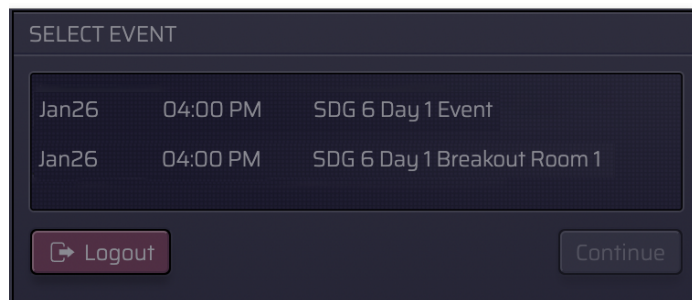 SELECT EVENT
Jan26 04:00 PM SDG 6 Day 1 Event
Jan26 04:00 PM SDG 6 Day 1 Breakout Room 1
Logout Continue